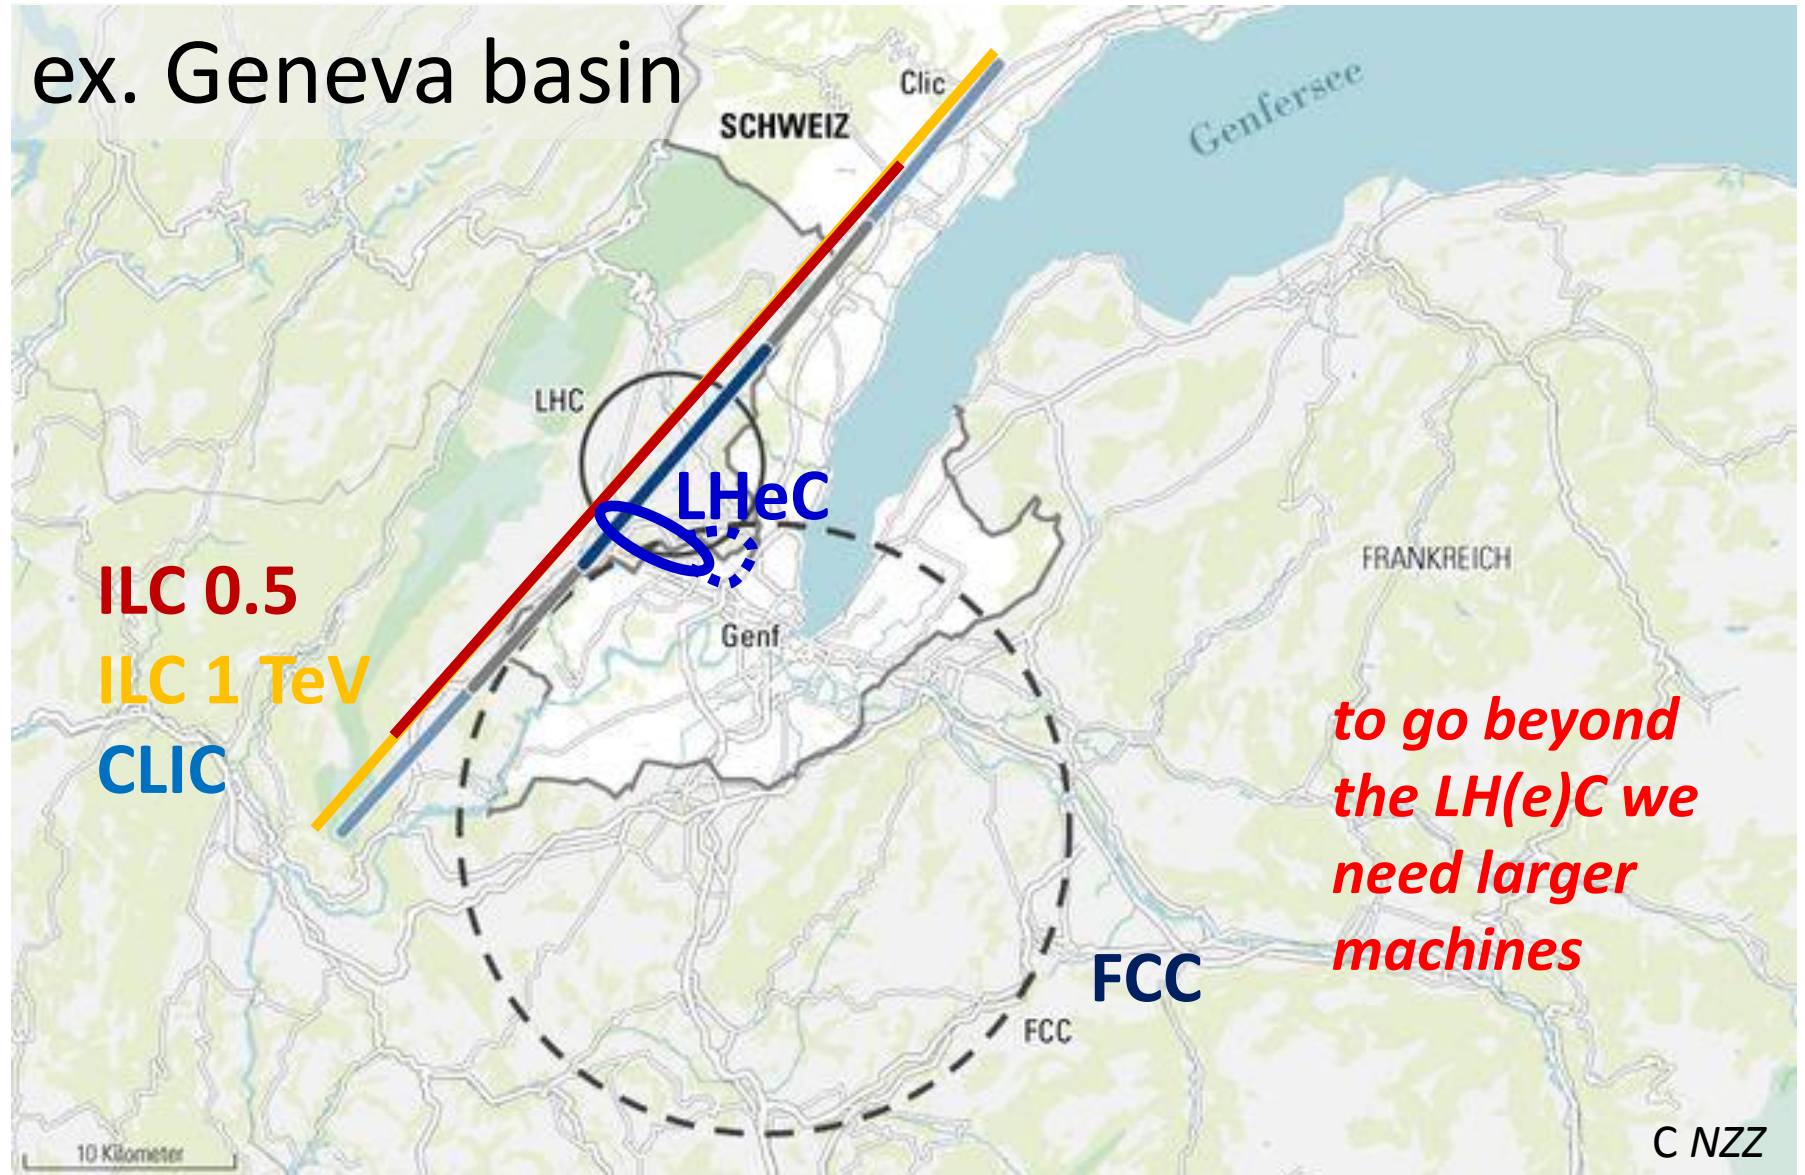 ex. Geneva basin
Clic
SCHWEIZ
Genfersee
LHC
LHeC
ILC 0.5
ILC 1 TeV
CLIC
Genf
FRANKREICH
to go beyond
the LH(e)C we
need larger
machines
FCC
FCC
10 Kilometer
C NZZ